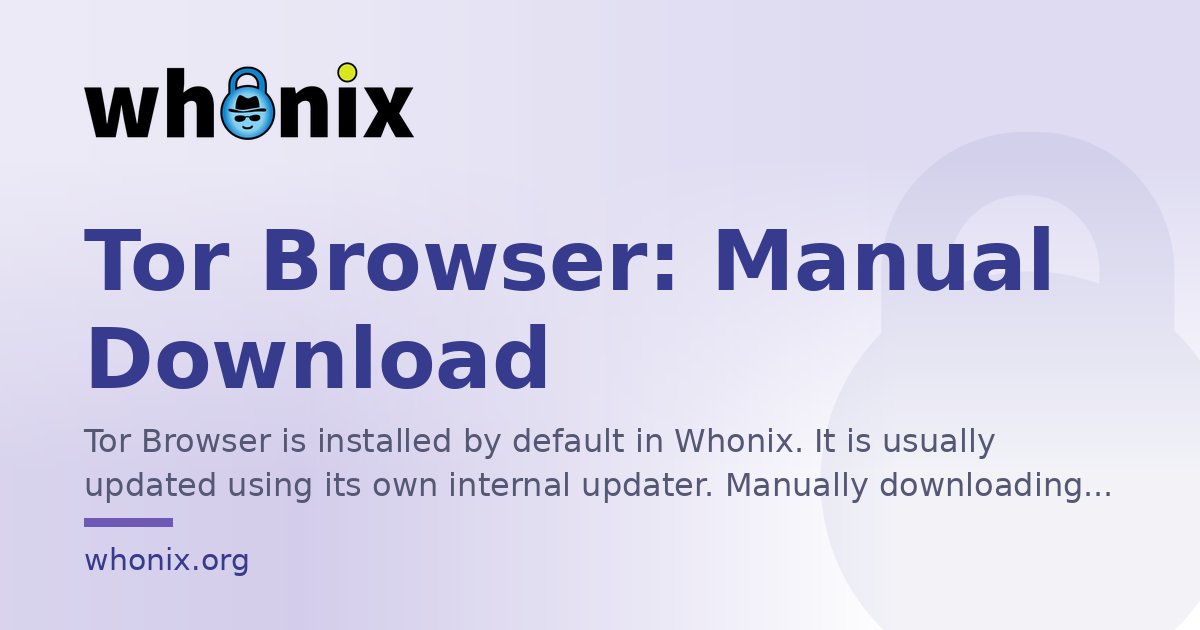 whonix
Tor Browser: Manual
Download
Tor Browser is installed by default in Whonix. It is usually
updated using its own internal updater. Manually downloading...
whonix.org